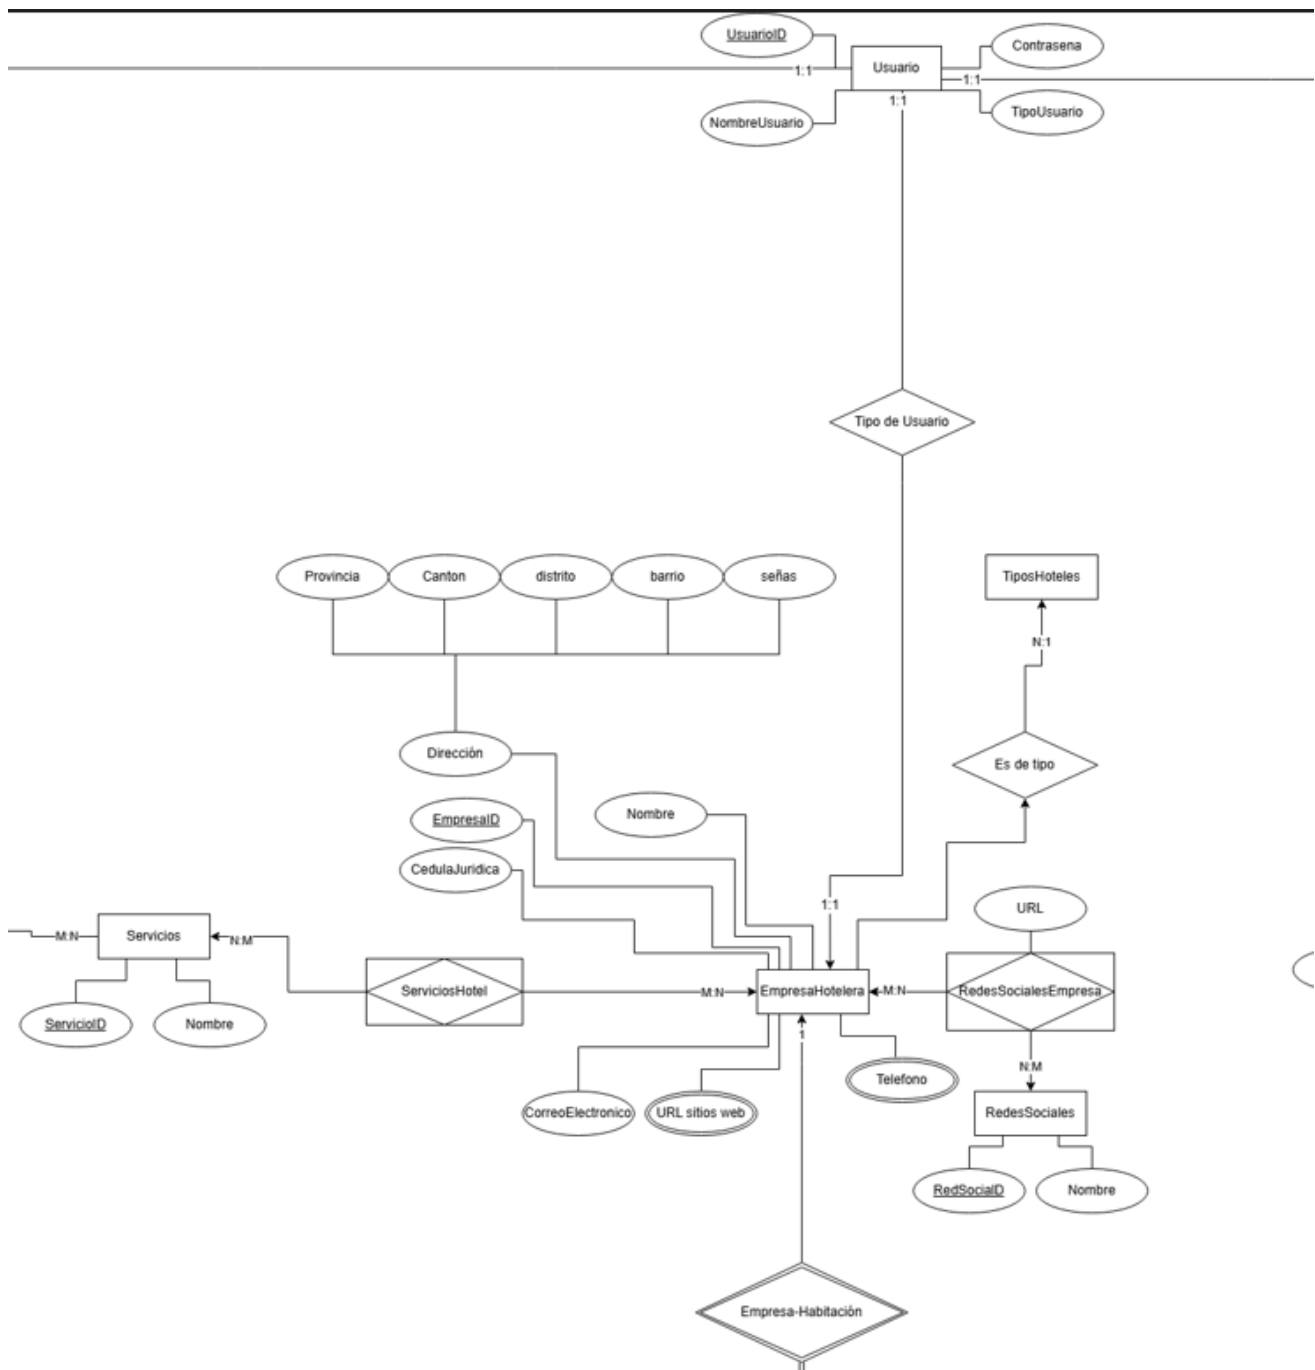 UsuarioID
Contrasena
Usuario
1:1
1:1
1:1
NombreUsuario
TipoUsuario
Tipo de Usuario
Provincia
Canton
distrito
barrio
señas
TiposHoteles
N:1
Dirección
Es de tipo
Nombre
EmpresaID
CedulaJuridica
1:1
URL
M:N
Servicios
N:M
ServiciosHotel
M:N
EmpresaHotelera
M:N
RedesSocialesEmpresa
ServicioID
Nombre
1
N:M
Telefono
CorreoElectronico
URL sitios web
RedesSociales
RedSocialD
Nombre
Empresa-Habitación